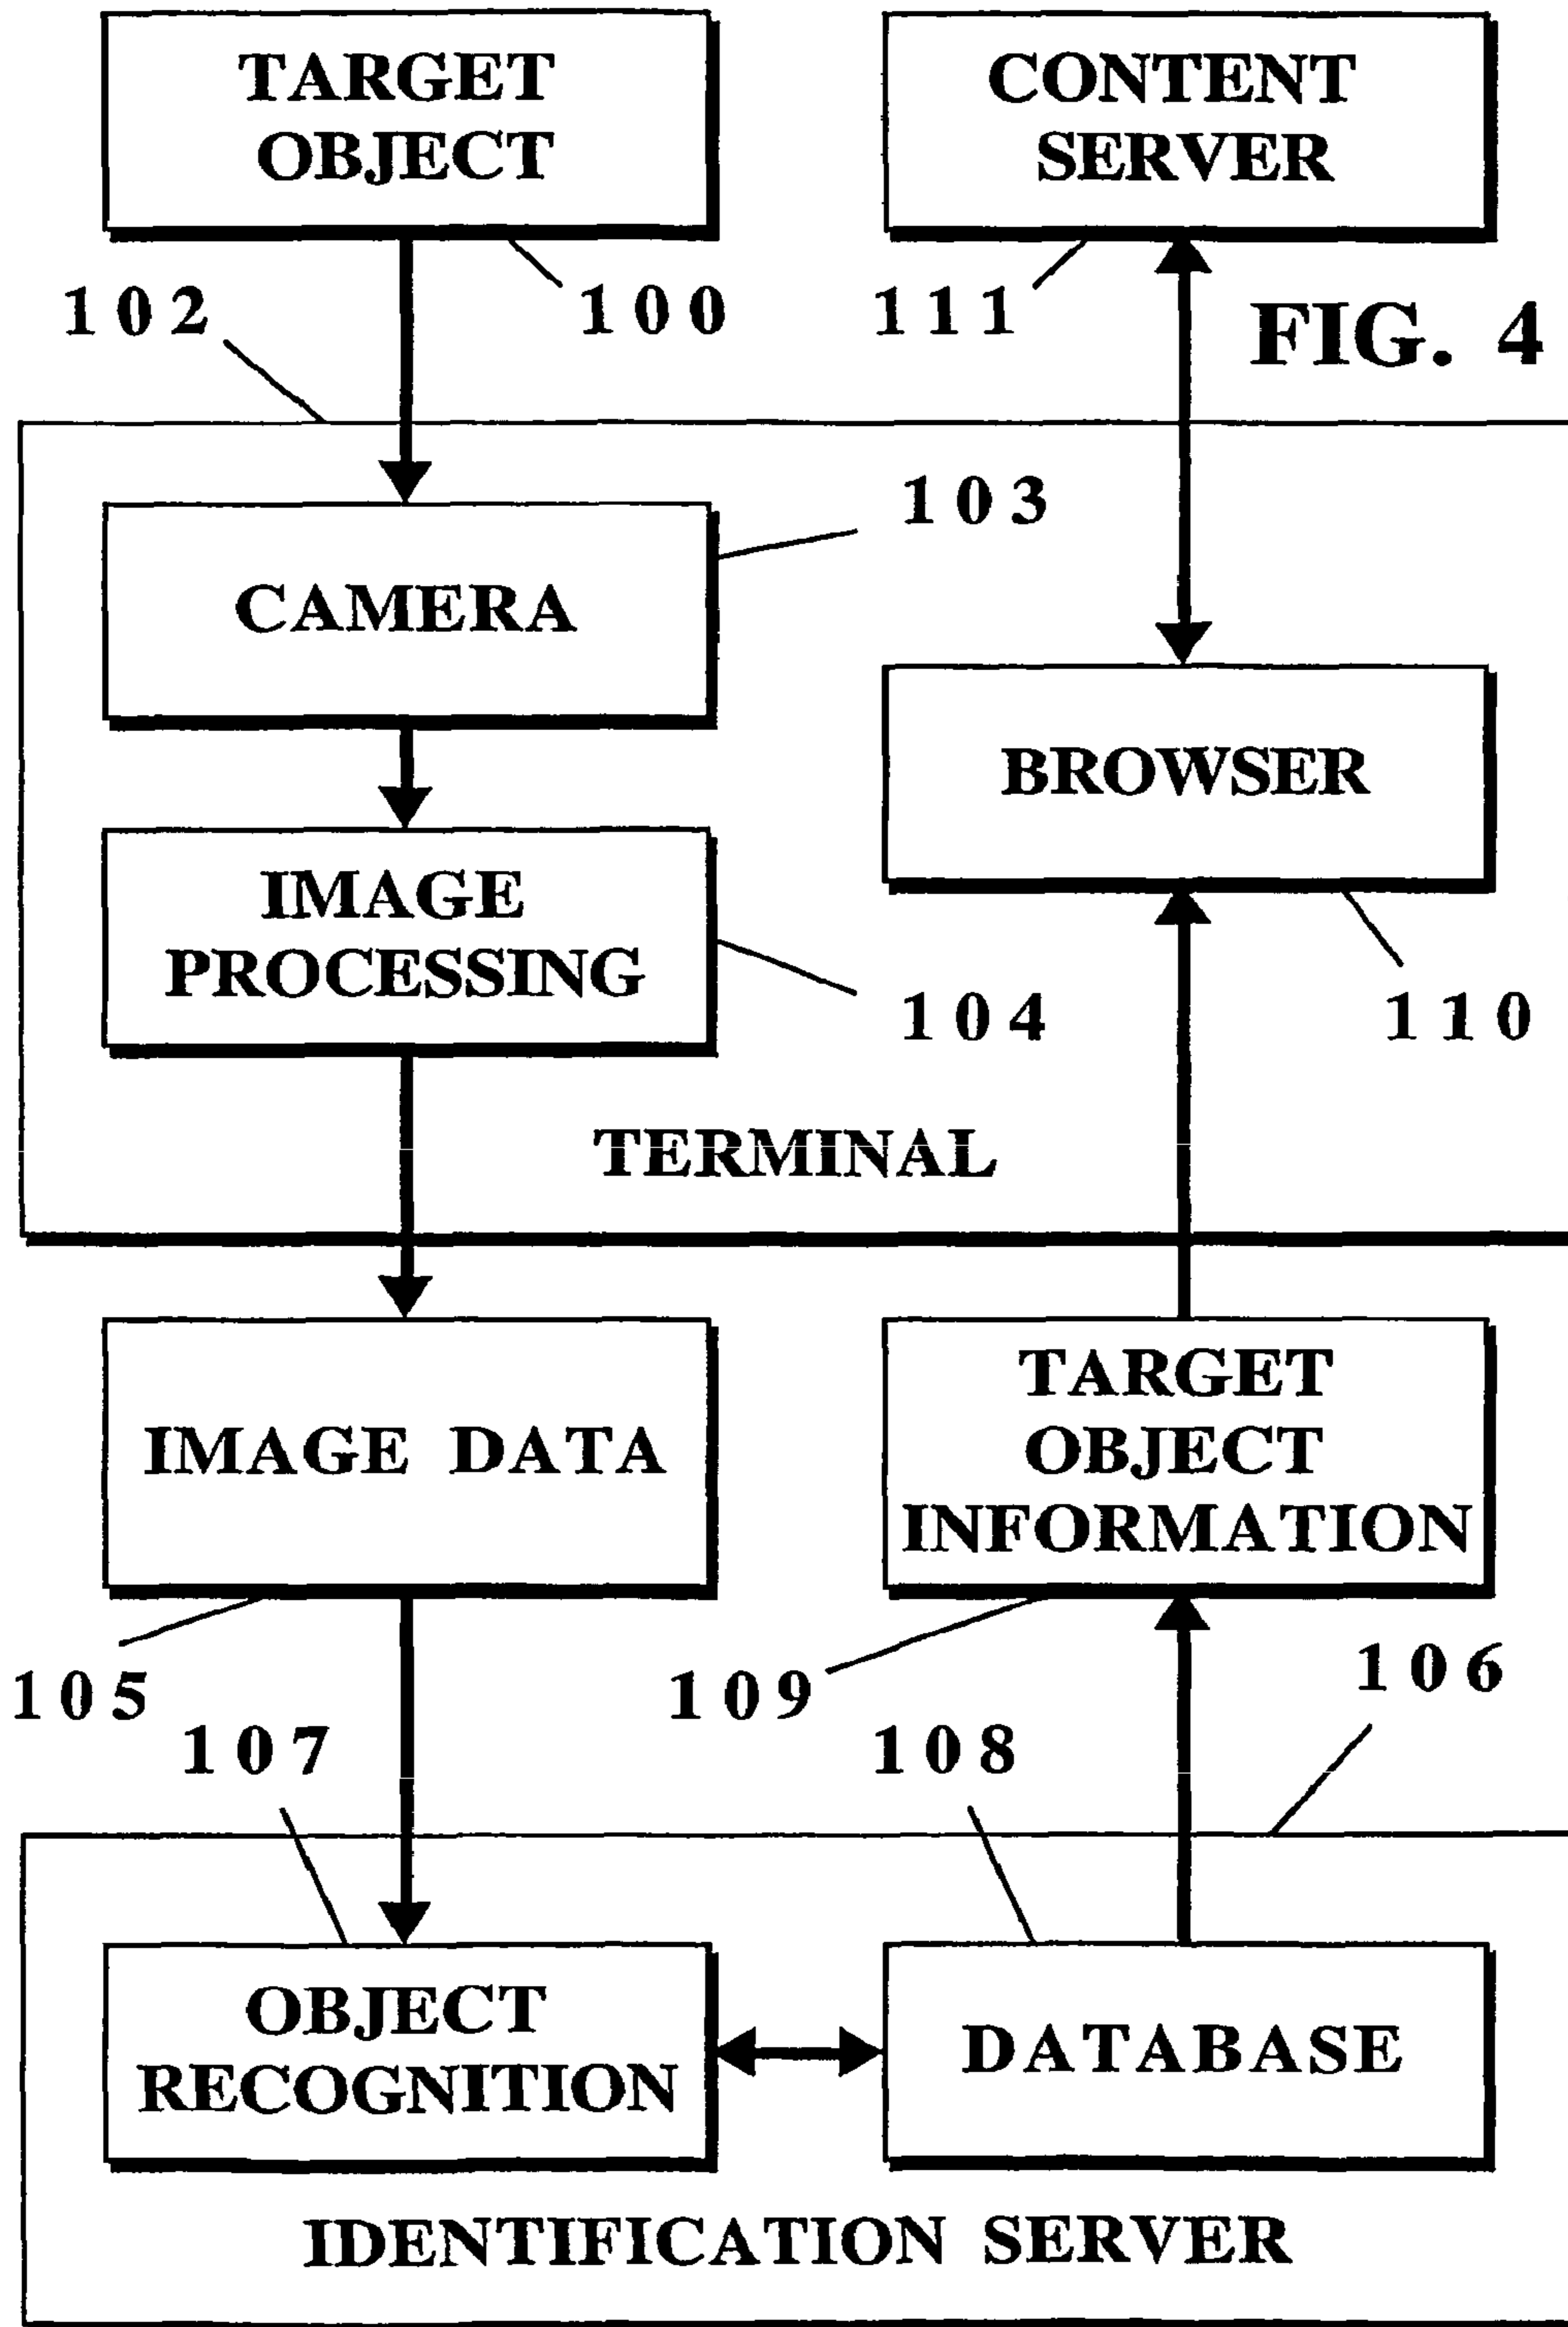 TARGET
OBJECT
CONTENT
SERVER
102
100
111
FIG. 4
103
CAMERA
BROWSER
IMAGE
PROCESSING
104
110
TERMINAL
IMAGE DATA
TARGET
OBJECT
INFORMATION
105
109
106
107
108
OBJECT
RECOGNITION
DATABASE
IDENTIFICATION SERVER